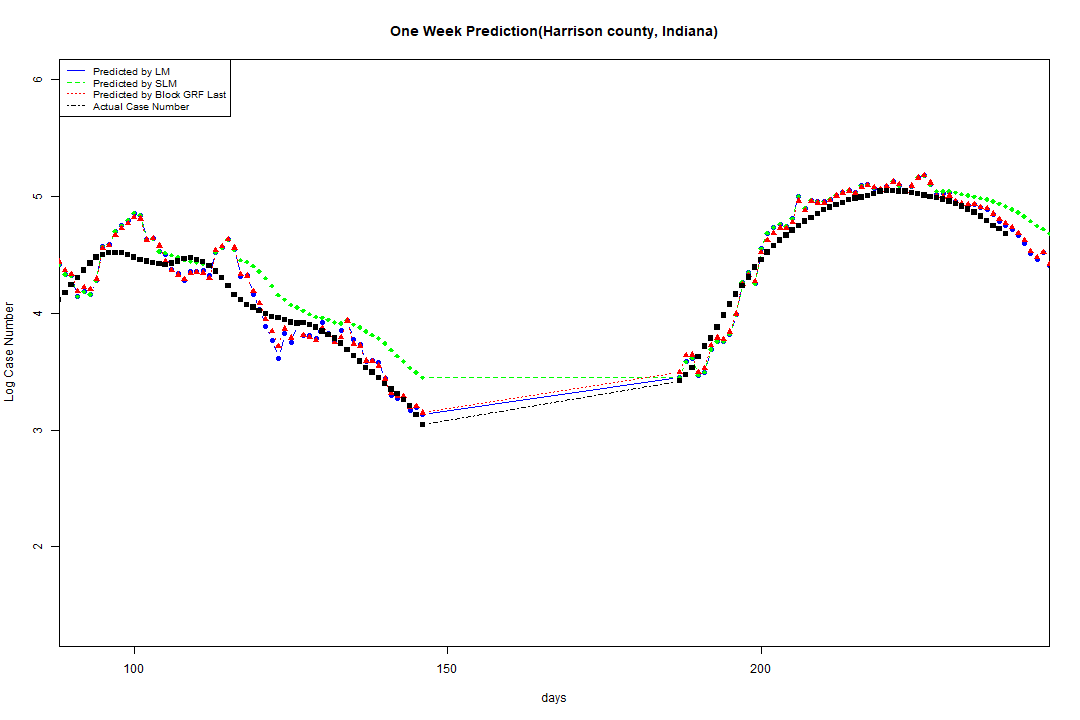 One Week Prediction(Harrison county, Indiana)
Predicted by LM
Predicted by SLM
Predicted by Block GRF Last
Actual Case Number
6
5
4
3
2
Log Case Number
100
150
200
days